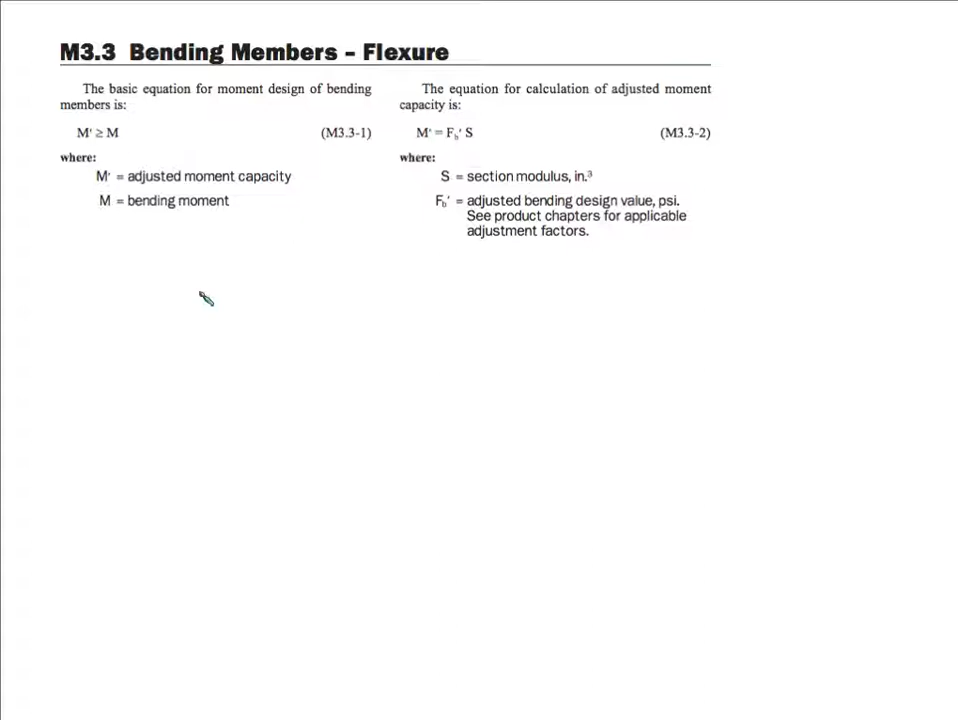 M3.3 Bending Members – Flexure
The basic equation for moment design of bending
members is:
M' ≥ M (M3.3-1)
where:
M' = adjusted moment capacity
M = bending moment
The equation for calculation of adjusted moment
capacity is:
M' = Fb' S (M3.3-2)
where:
S = section modulus, in.³
Fb' = adjusted bending design value, psi.
See product chapters for applicable
adjustment factors.